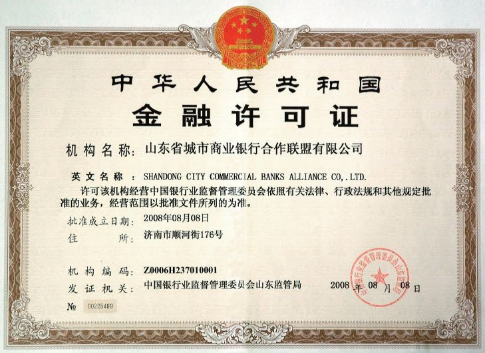 中华人民共和国
金融许可证
机构名称: 山东省城市商业银行合作联盟有限公司
英文名称: SHANDONG CITY COMMERCIAL BANKS ALLIANCE CO,.LTD.
许可该机构经营中国银行业监督管理委员会依照有关法律、行政法规和其他规定批
准的业务，经营范围以批准文件所列的为准。
批准成立日期: 2008年08月08日
住 所: 济南市顺河街176号
机构编码: Z0006H237010001
发证机关: 中国银行业监督管理委员会山东监管局
2008 年 08 月 08 日
№